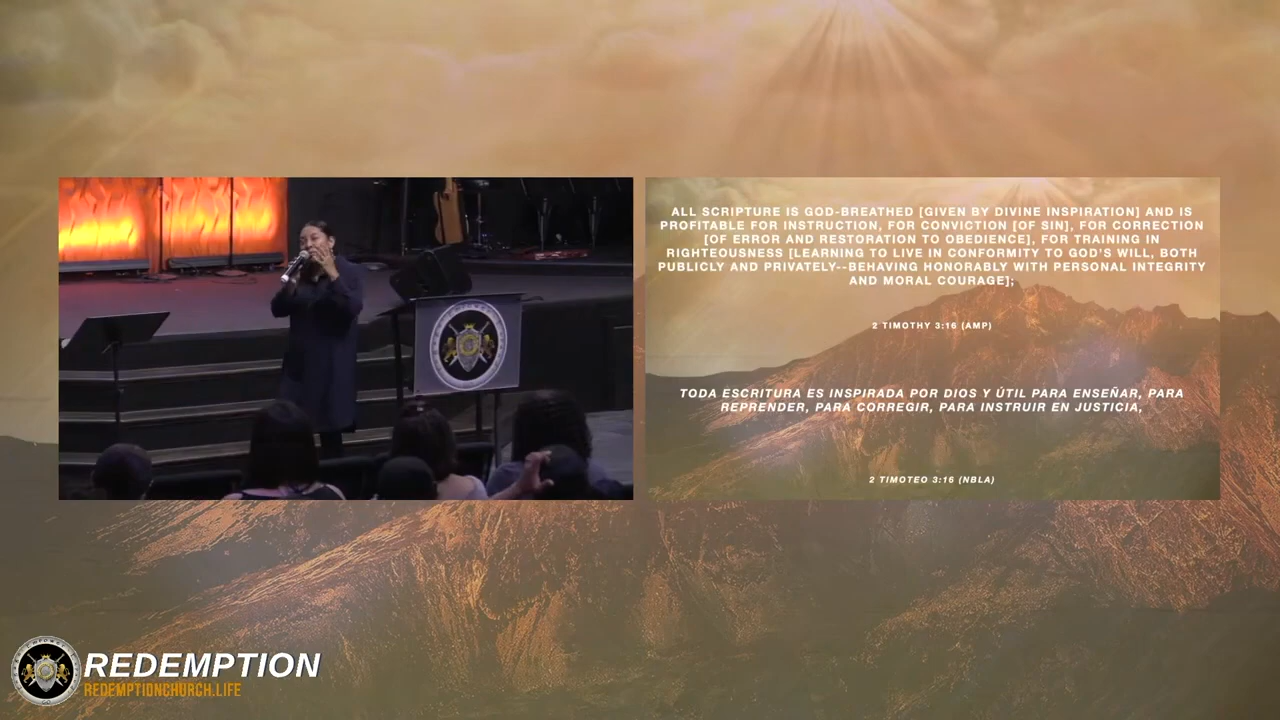 ALL SCRIPTURE IS GOD-BREATHED [GIVEN BY DIVINE INSPIRATION] AND IS
PROFITABLE FOR INSTRUCTION, FOR CONVICTION [OF SIN], FOR CORRECTION
[OF ERROR AND RESTORATION TO OBEDIENCE], FOR TRAINING IN
RIGHTEOUSNESS [LEARNING TO LIVE IN CONFORMITY TO GOD'S WILL, BOTH
PUBLICLY AND PRIVATELY--BEHAVING HONORABLY WITH PERSONAL INTEGRITY
AND MORAL COURAGE];
2 TIMOTHY 3:16 (AMP)
TODA ESCRITURA ES INSPIRADA POR DIOS Y ÚTIL PARA ENSEÑAR, PARA
REPRENDER, PARA CORREGIR, PARA INSTRUIR EN JUSTICIA,
2 TIMOTEO 3:16 (NBLA)
REDEMPTION
REDEMPTIONCHURCH.LIFE